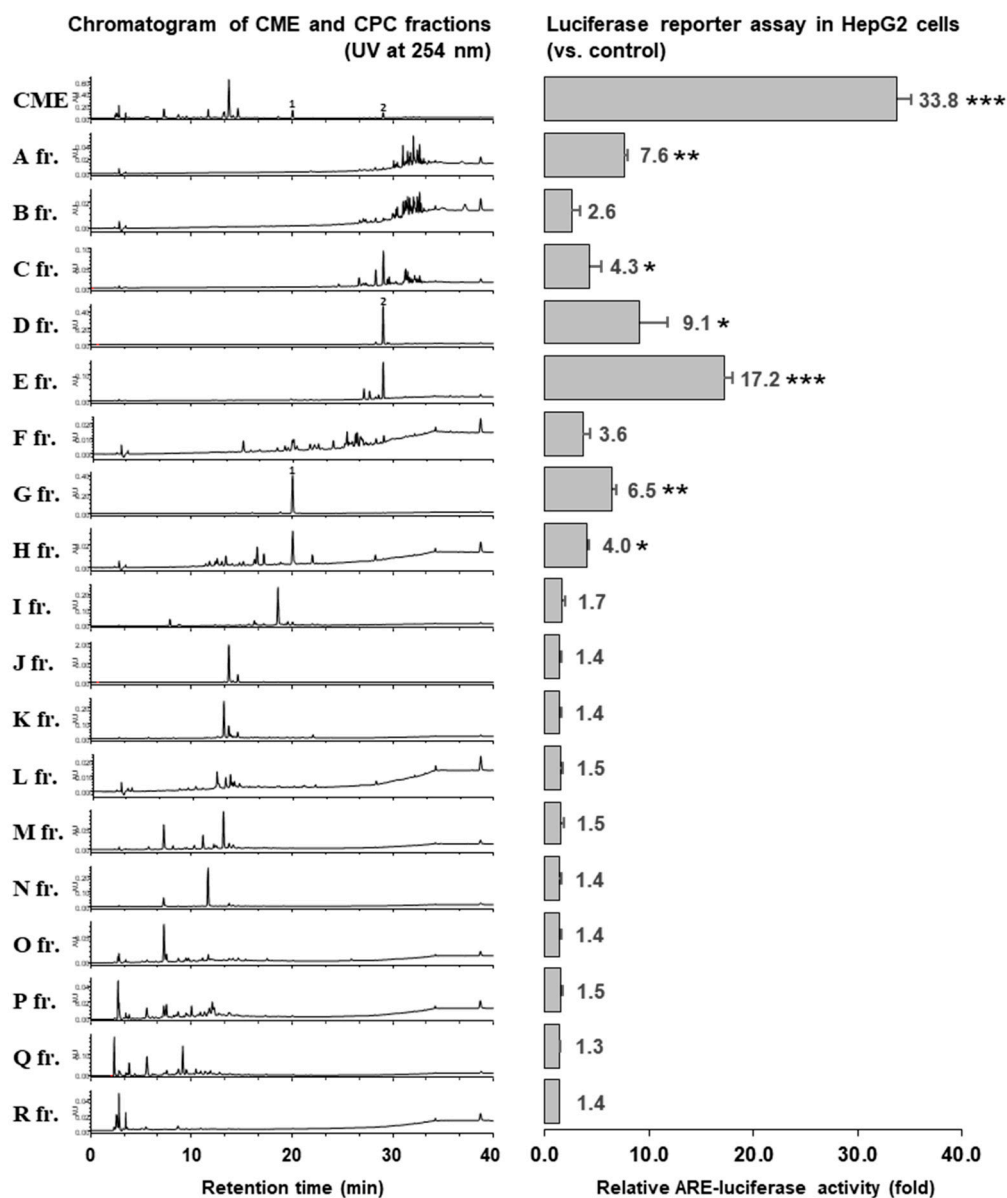 Chromatogram of CME and CPC fractions
(UV at 254 nm)
Luciferase reporter assay in HepG2 cells
(vs. control)
CME
1
2
33.8 ***
A fr.
7.6 **
B fr.
2.6
C fr.
4.3 *
D fr.
2
9.1 *
E fr.
17.2 ***
F fr.
3.6
G fr.
1
6.5 **
H fr.
4.0 *
I fr.
1.7
J fr.
1.4
K fr.
1.4
L fr.
1.5
M fr.
1.5
N fr.
1.4
O fr.
1.4
P fr.
1.5
Q fr.
1.3
R fr.
1.4
0 10 20 30 40
0.0 10.0 20.0 30.0 40.0
Retention time (min)
Relative ARE-luciferase activity (fold)